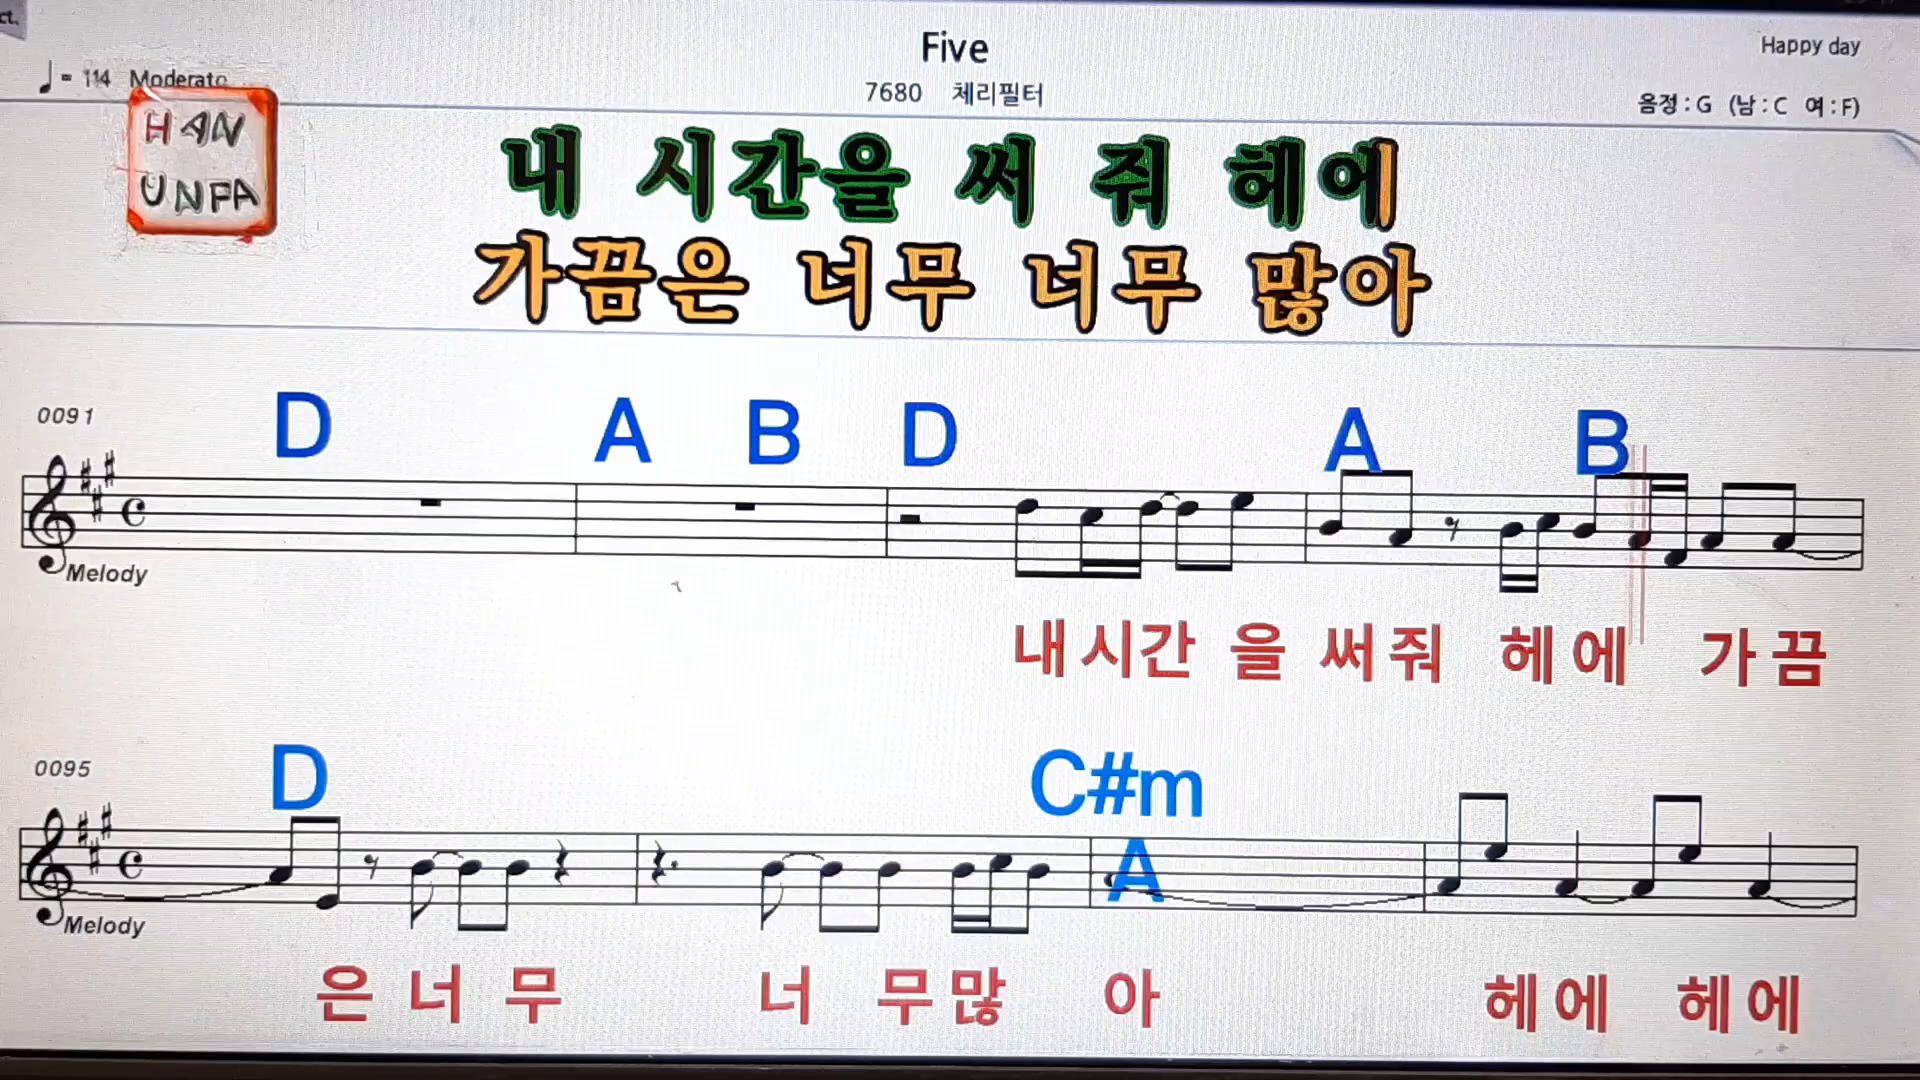 ct.
Five
Happy day
= 114 Moderato
7680 체리필터
음정 : G (남 : C 여 : F)
HAN
UNFA
내 시간을 써 줘 헤에
가끔은 너무 너무 많아
0091
D A B D A B
Melody
내시간 을 써줘 헤에 가끔
0095
D C#m
A
Melody
은너무 너 무많 아 헤에 헤에